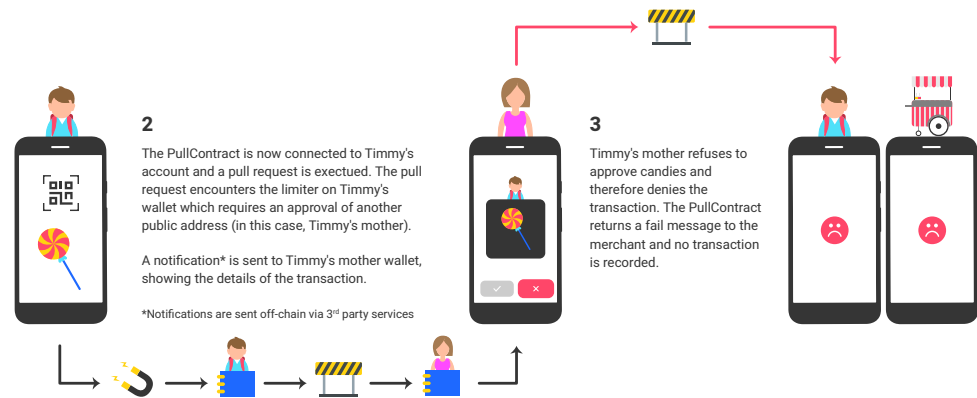 2
The PullContract is now connected to Timmy's
account and a pull request is exectued. The pull
request encounters the limiter on Timmy's
wallet which requires an approval of another
public address (in this case, Timmy's mother).
A notification* is sent to Timmy's mother wallet,
showing the details of the transaction.
*Notifications are sent off-chain via 3rd party services
3
Timmy's mother refuses to
approve candies and
therefore denies the
transaction. The PullContract
returns a fail message to the
merchant and no transaction
is recorded.